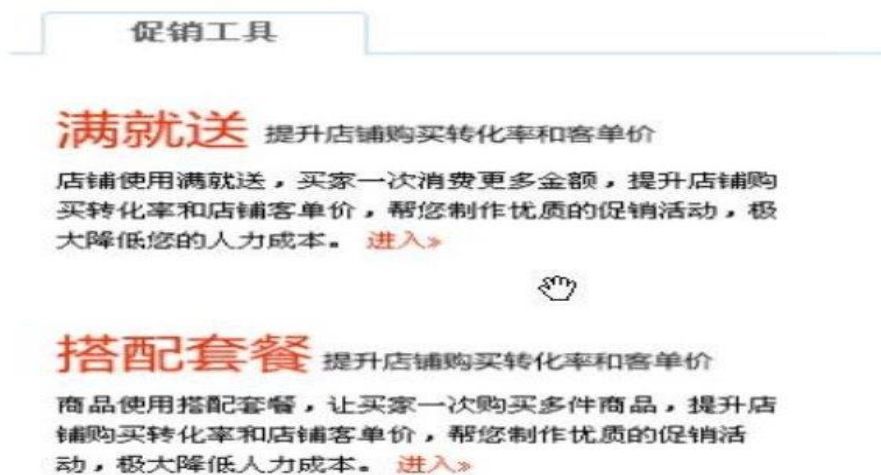 促销工具
满就送 提升店铺购买转化率和客单价
店铺使用满就送，买家一次消费更多金额，提升店铺购
买转化率和店铺客单价，帮您制作优质的促销活动，极
大降低您的人力成本。 进入»
搭配套餐 提升店铺购买转化率和客单价
商品使用搭配套餐，让买家一次购买多件商品，提升店
铺购买转化率和店铺客单价，帮您制作优质的促销活
动，极大降低人力成本。 进入»